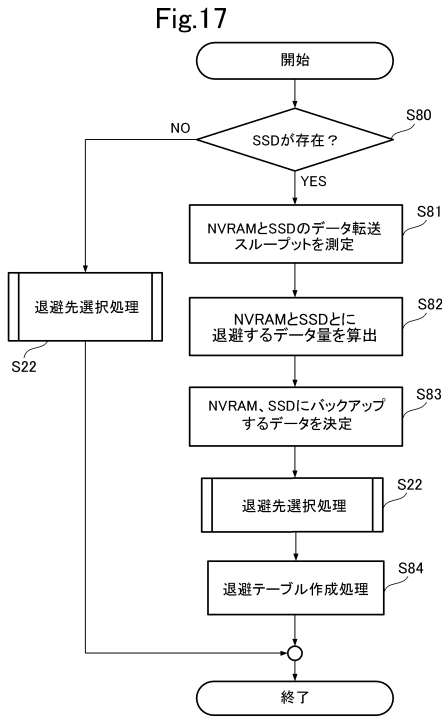 Fig.17
開始
S80
SSDが存在？
NO
YES
S81
NVRAMとSSDのデータ転送
スループットを測定
S82
NVRAMとSSDとに
退避するデータ量を算出
退避先選択処理
S22
S83
NVRAM、SSDにバックアップ
するデータを決定
S22
退避先選択処理
S84
退避テーブル作成処理
終了